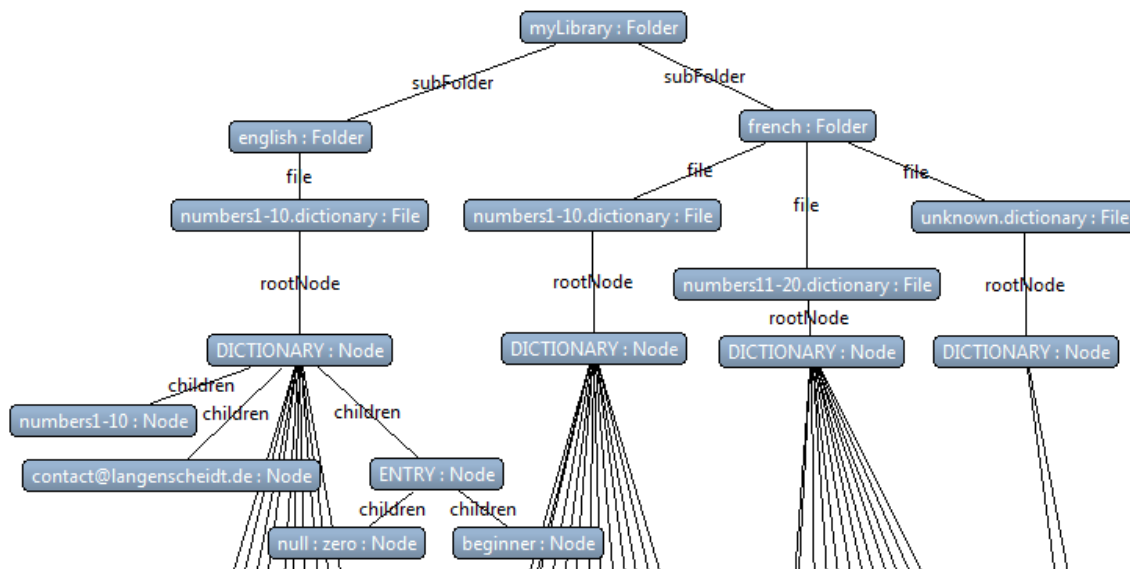 myLibrary : Folder
subFolder
subFolder
english : Folder
french : Folder
file
file
file
file
numbers1-10.dictionary : File
numbers1-10.dictionary : File
unknown.dictionary : File
numbers11-20.dictionary : File
rootNode
rootNode
rootNode
rootNode
DICTIONARY : Node
DICTIONARY : Node
DICTIONARY : Node
DICTIONARY : Node
children
children
children
numbers1-10 : Node
contact@langenscheidt.de : Node
ENTRY : Node
children
children
null : zero : Node
beginner : Node